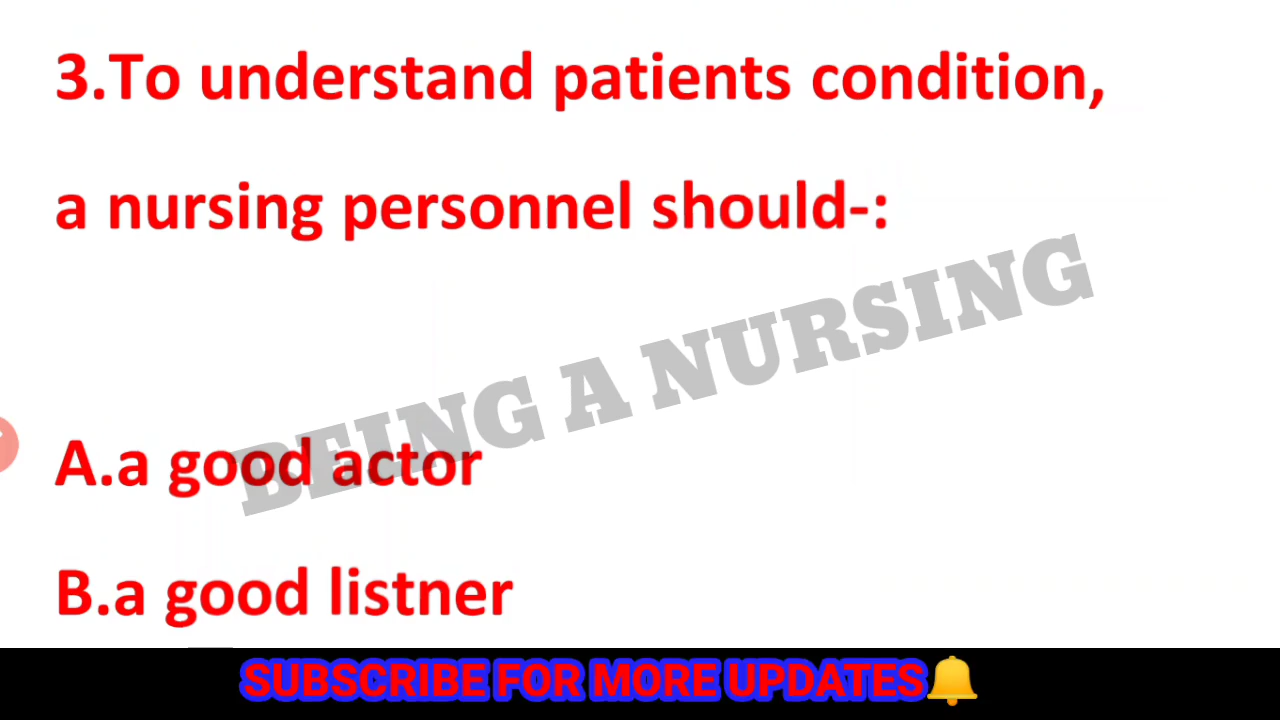 3.To understand patients condition,
a nursing personnel should-:
BEING A NURSING
A.a good actor
B.a good listner
SUBSCRIBE FOR MORE UPDATES🔔